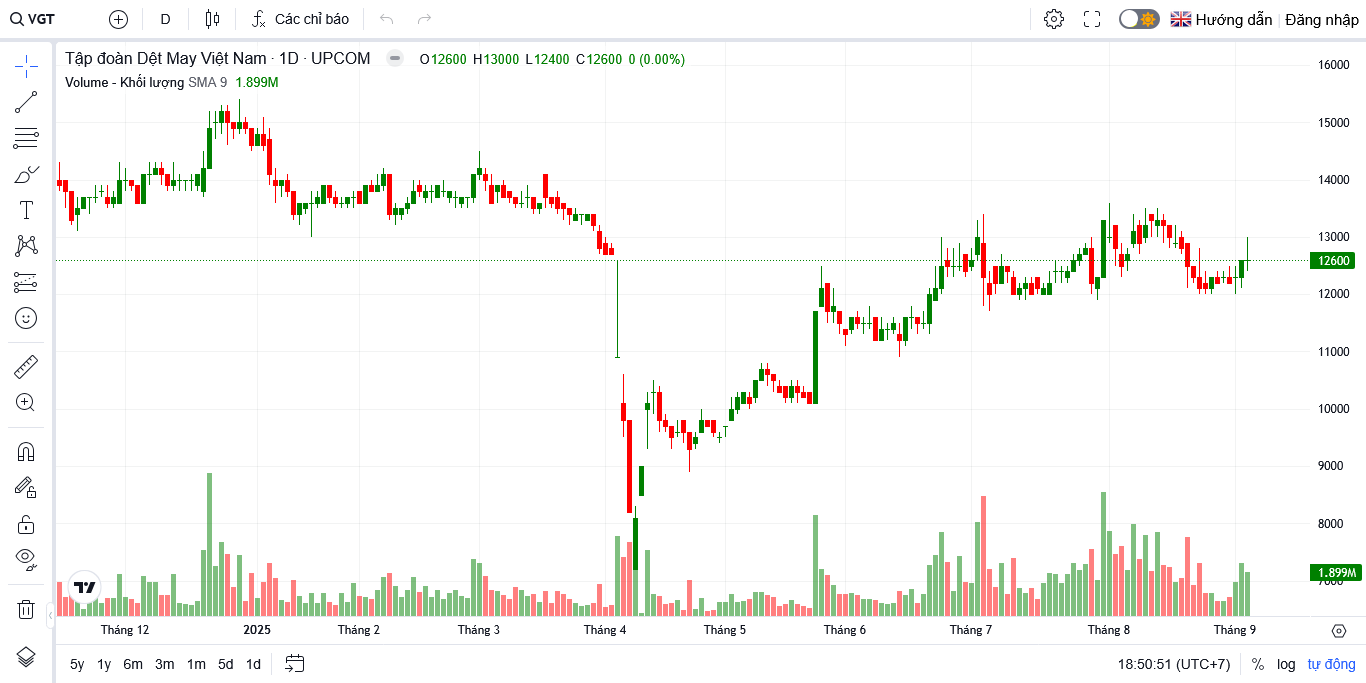 VGT D Các chỉ báo Hướng dẫn Đăng nhập
Tập đoàn Dệt May Việt Nam · 1D · UPCOM O12600 H13000 L12400 C12600 0 (0.00%)
Volume - Khối lượng SMA 9 1.899M
16000
15000
14000
13000
12600
12000
11000
10000
9000
8000
1.899M
7000
Tháng 12 2025 Tháng 2 Tháng 3 Tháng 4 Tháng 5 Tháng 6 Tháng 7 Tháng 8 Tháng 9
5y 1y 6m 3m 1m 5d 1d 18:50:51 (UTC+7) % log tự động